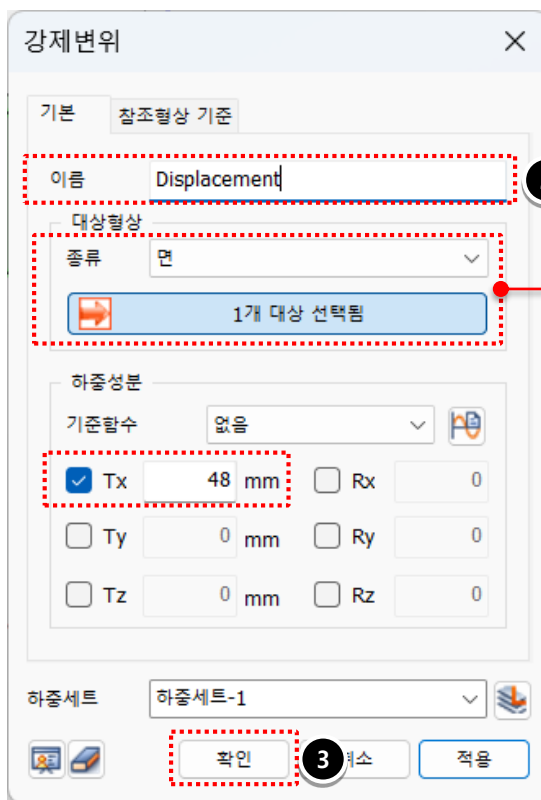 강제변위
기본 참조형상 기준
이름 Displacement
대상형상
종류 면
1개 대상 선택됨
하중성분
기준함수 없음
Tx 48 mm Rx 0
Ty 0 mm Ry 0
Tz 0 mm Rz 0
하중세트 하중세트-1
확인 3 소 적용